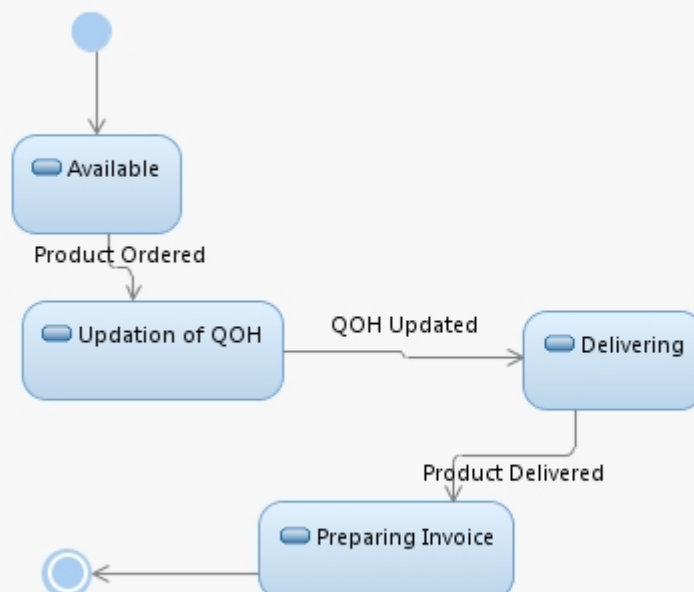 Available
Product Ordered
Updation of QOH
QOH Updated
Delivering
Product Delivered
Preparing Invoice